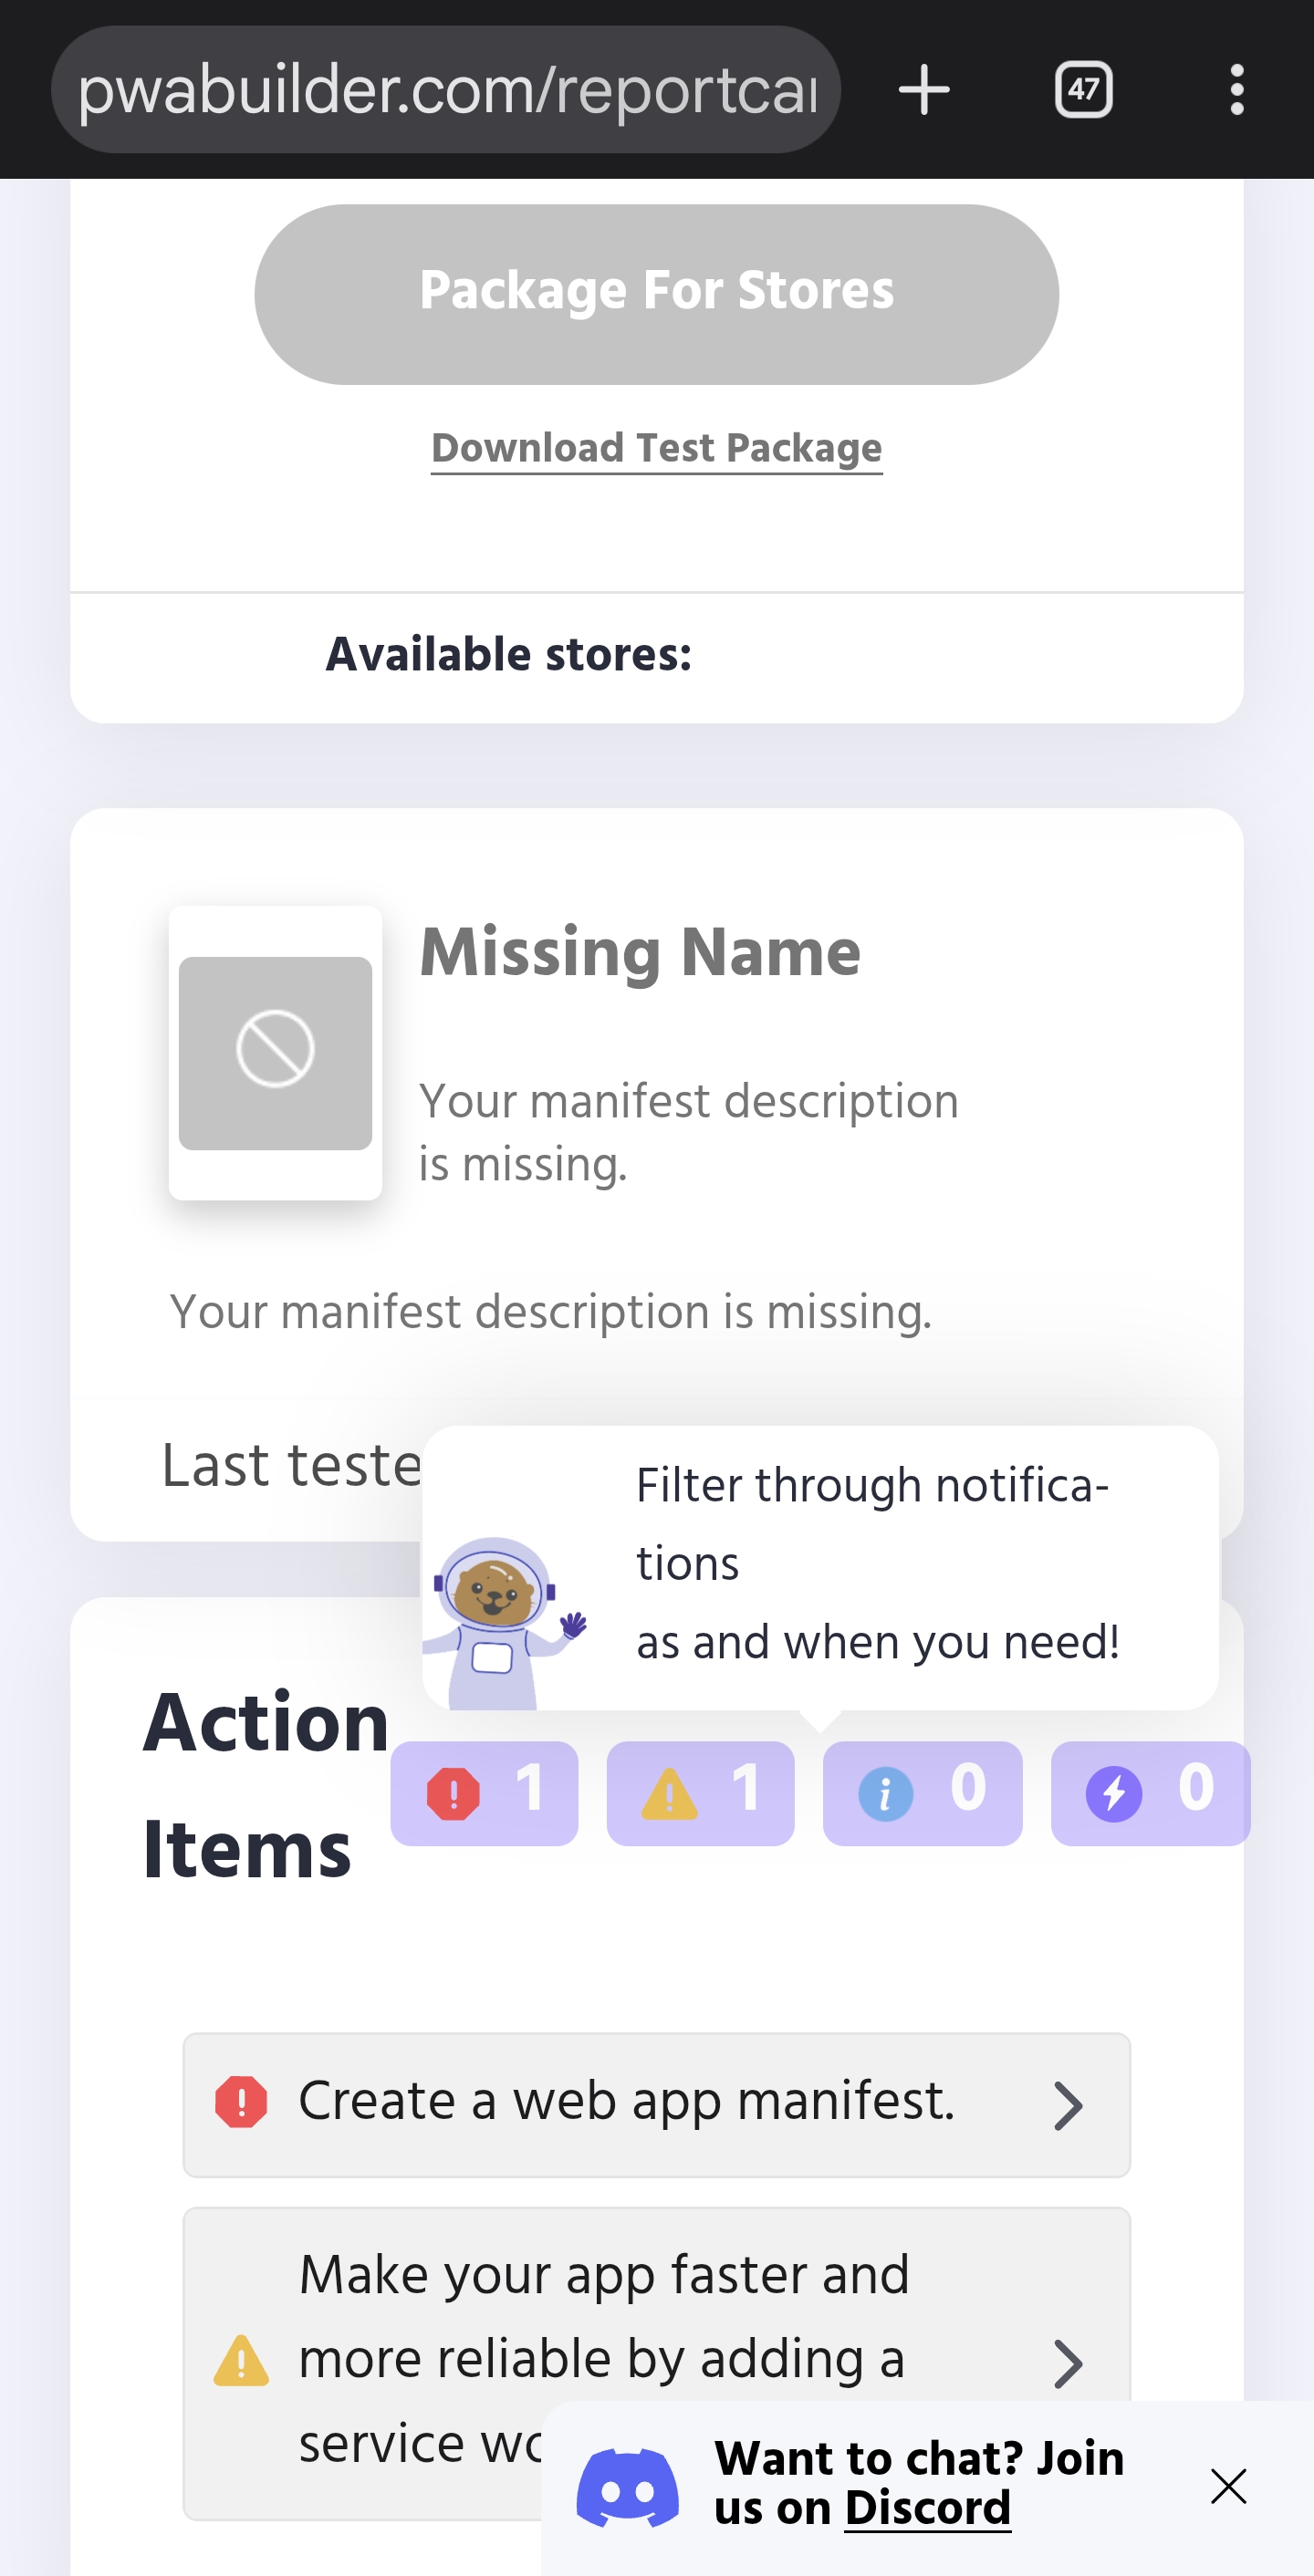 pwabuilder.com/reportcar
47
Package For Stores
Download Test Package
Available stores:
Missing Name
Your manifest description
is missing.
Your manifest description is missing.
Last teste
Filter through notifica-
tions
as and when you need!
Action
Items
1
1
0
0
Create a web app manifest.
Make your app faster and
more reliable by adding a
service wo
Want to chat? Join
us on Discord